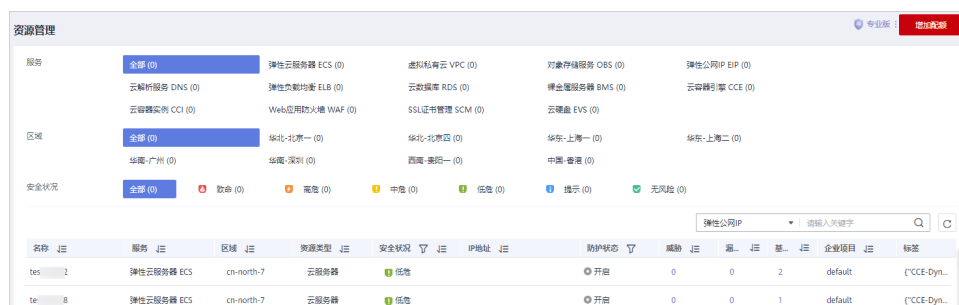 资源管理 专业版 增加配额
服务 全部 (0) 弹性云服务器 ECS (0) 虚拟私有云 VPC (0) 对象存储服务 OBS (0) 弹性公网IP EIP (0)
云解析服务 DNS (0) 弹性负载均衡 ELB (0) 云数据库 RDS (0) 裸金属服务器 BMS (0) 云容器引擎 CCE (0)
云容器实例 CCI (0) Web应用防火墙 WAF (0) SSL证书管理 SCM (0) 云硬盘 EVS (0)
区域 全部 (0) 华北-北京一 (0) 华北-北京四 (0) 华东-上海一 (0) 华东-上海二 (0)
华南-广州 (0) 华南-深圳 (0) 西南-贵阳一 (0) 中国-香港 (0)
安全状况 全部 (0) 致命 (0) 高危 (0) 中危 (0) 低危 (0) 提示 (0) 无风险 (0)
弹性公网IP 请输入关键字
名称 服务 区域 资源类型 安全状况 IP地址 防护状态 威胁 漏... 基... 企业项目 标签
tes 2 弹性云服务器 ECS cn-north-7 云服务器 低危 开启 0 0 2 default {"CCE-Dyn...
te 8 弹性云服务器 ECS cn-north-7 云服务器 低危 开启 0 0 1 default {"CCE-Dyn...